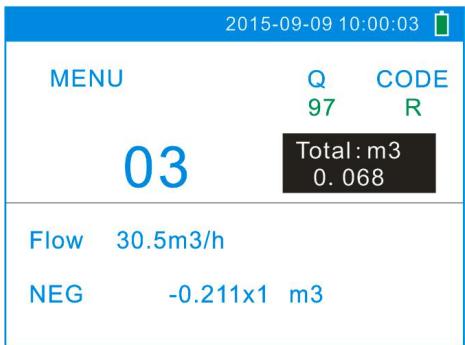 2015-09-09 10:00:03
MENU Q CODE
97 R
03
Total: m3
0.068
Flow 30.5m3/h
NEG -0.211x1 m3